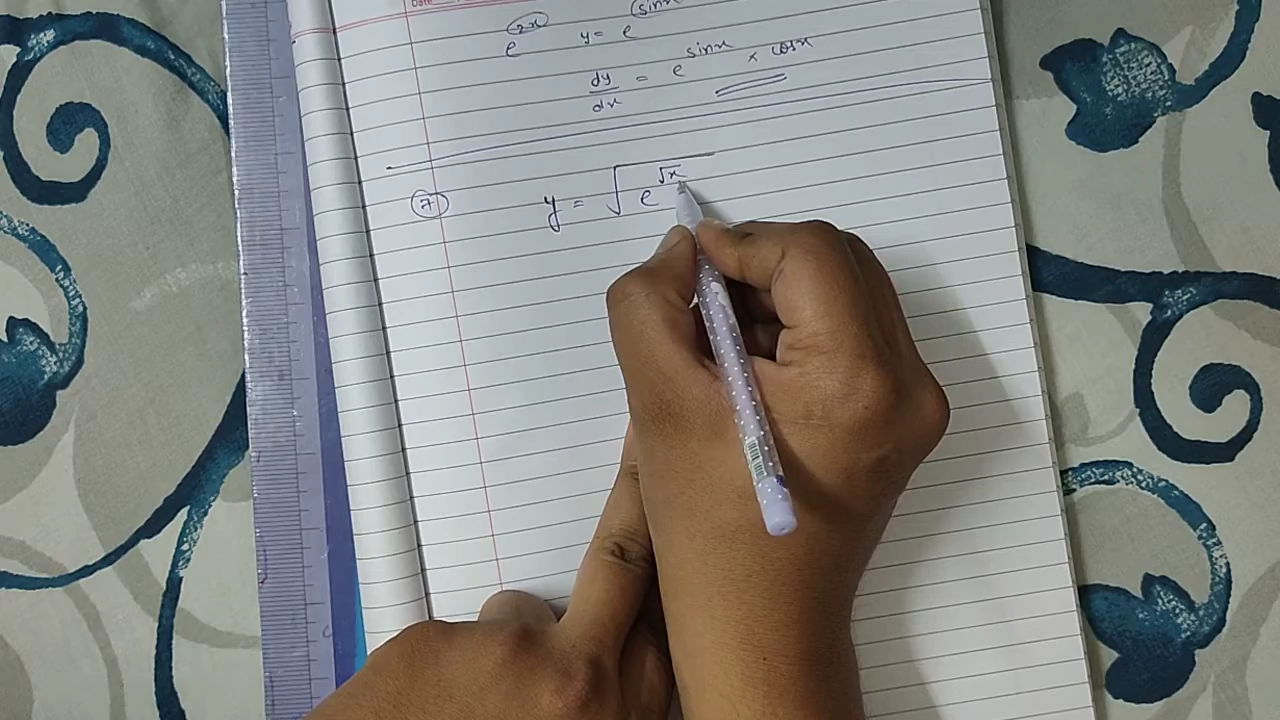 Date
e^2x y = e^sinx
dy/dx = e^sinx × cosx
7 y = √e^√x